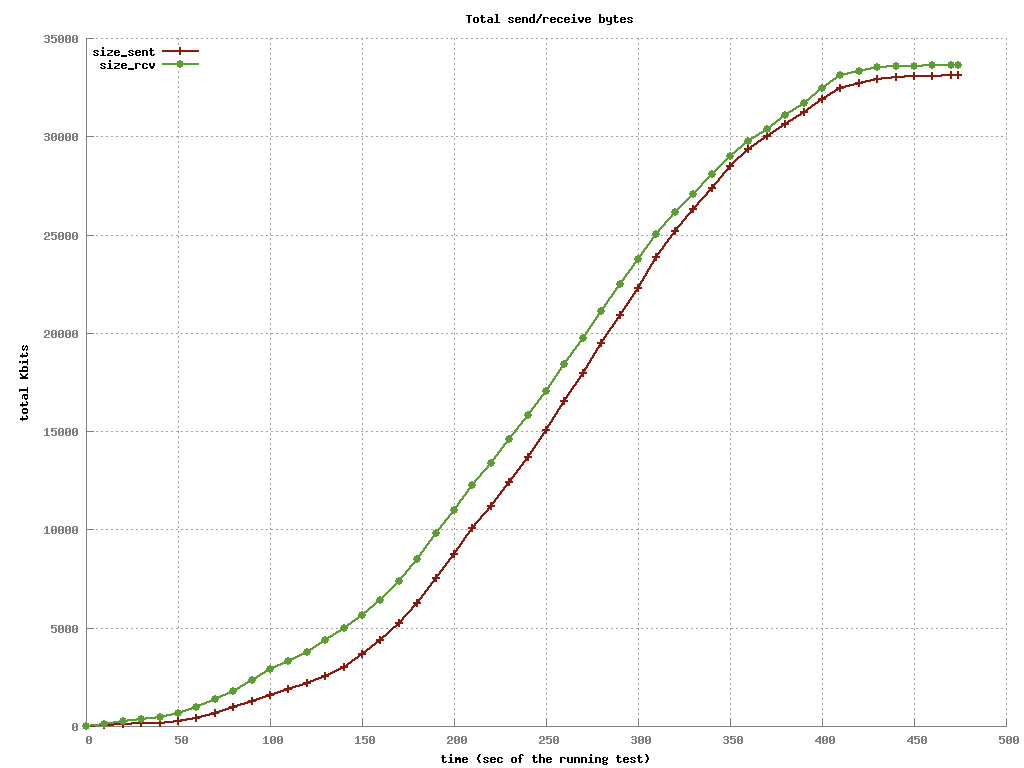 Total send/receive bytes
35000
size_sent
size_rcv
30000
25000
20000
total Kbits
15000
10000
5000
0
0 50 100 150 200 250 300 350 400 450 500
time (sec of the running test)